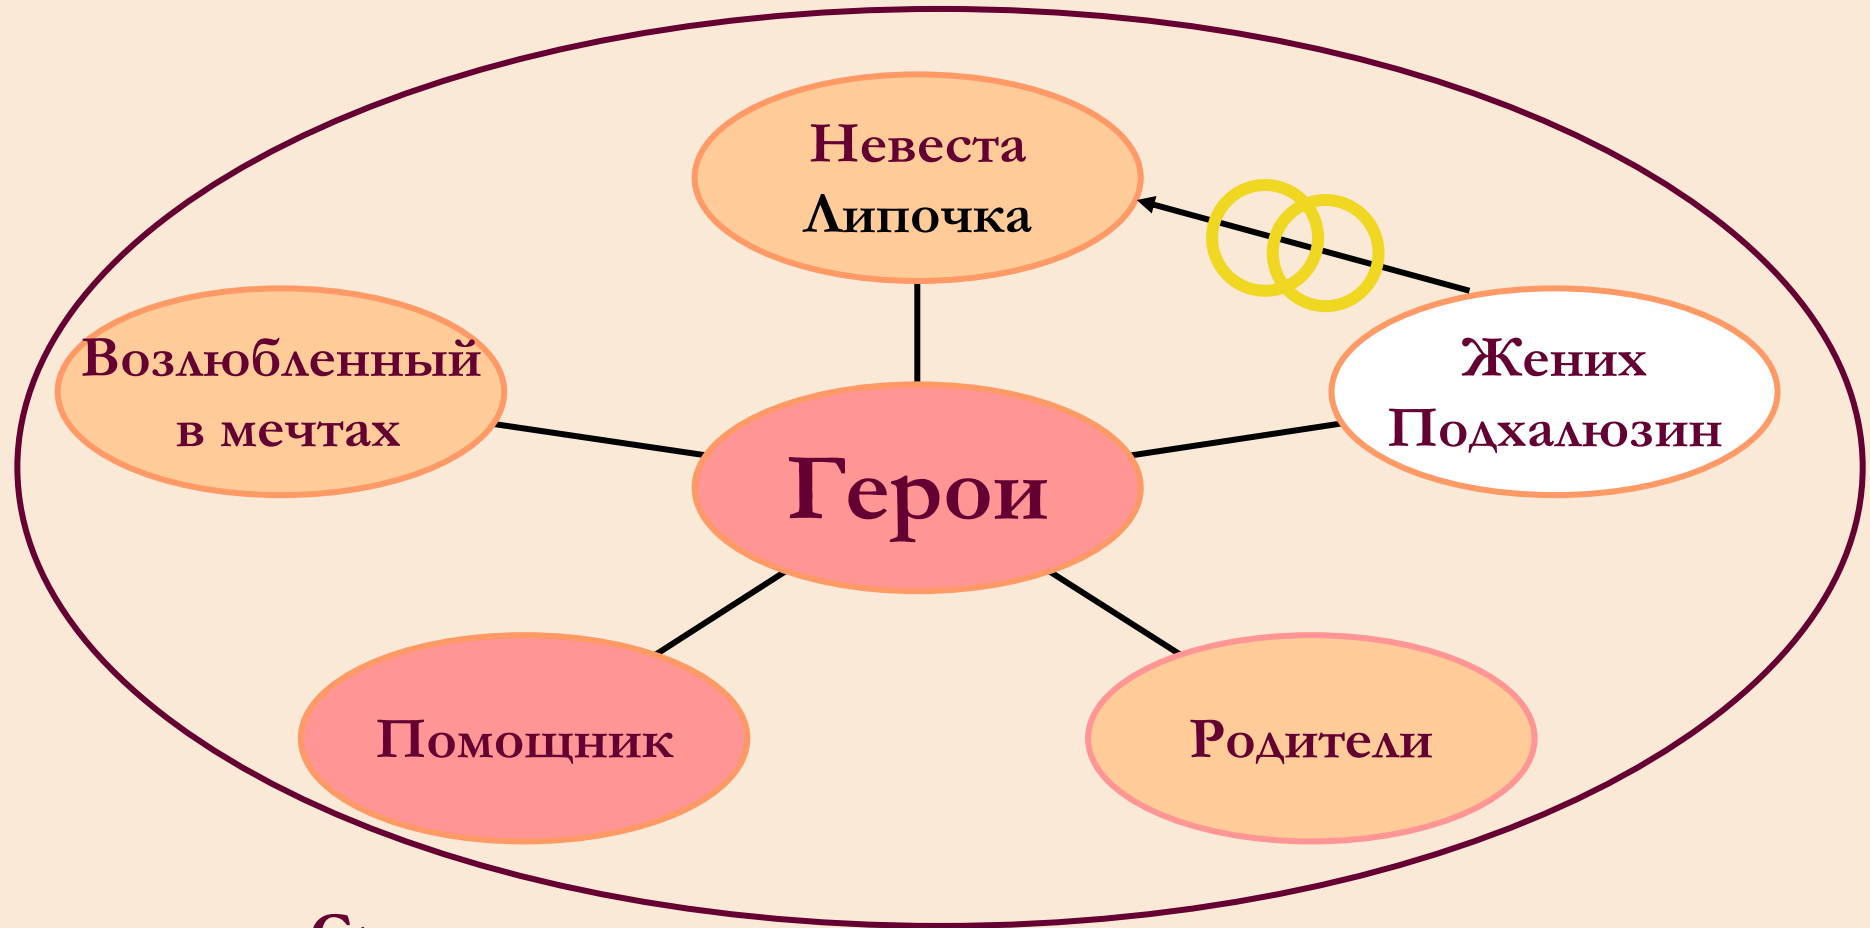 Невеста
Липочка
Возлюбленный
в мечтах
Жених
Подхалюзин
Герои
Помощник
Родители